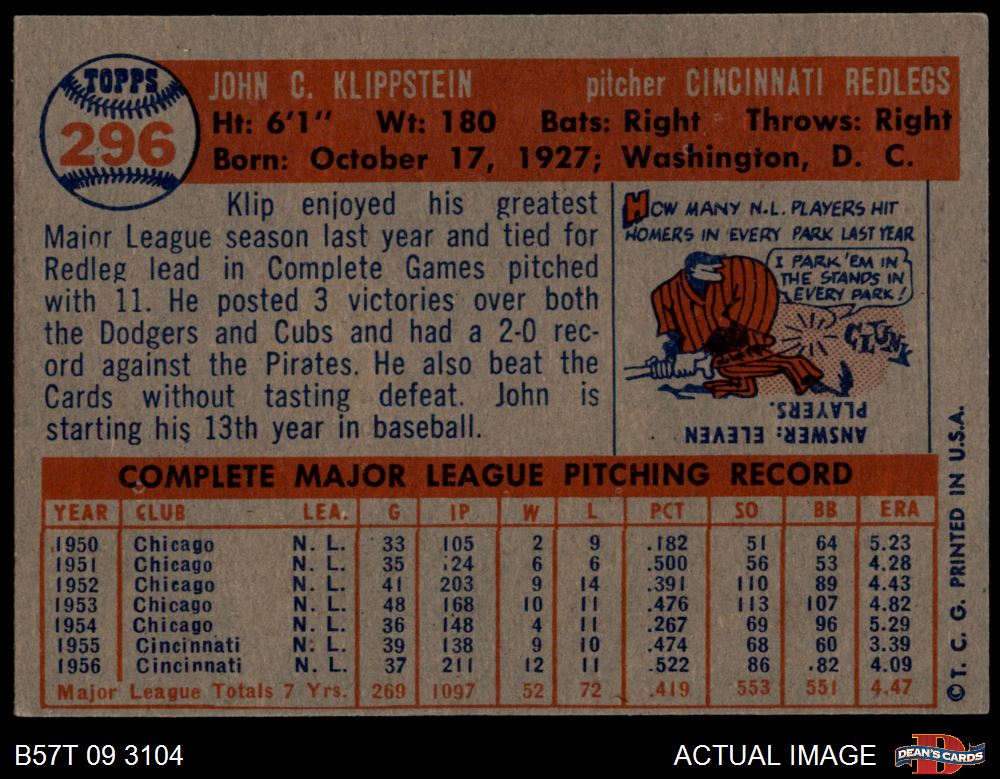 TOPPS
296
JOHN C. KLIPPSTEIN pitcher CINCINNATI REDLEGS
Ht: 6'1" Wt: 180 Bats: Right Throws: Right
Born: October 17, 1927; Washington, D. C.
Klip enjoyed his greatest
Major League season last year and tied for
Redleg lead in Complete Games pitched
with 11. He posted 3 victories over both
the Dodgers and Cubs and had a 2-0 rec-
ord against the Pirates. He also beat the
Cards without tasting defeat. John is
starting his 13th year in baseball.
HOW MANY N.L. PLAYERS HIT
HOMERS IN EVERY PARK LAST YEAR
I PARK 'EM IN
THE STANDS IN
EVERY PARK!
CLUNK
ANSWER: ELEVEN
PLAYERS.
COMPLETE MAJOR LEAGUE PITCHING RECORD
YEAR CLUB LEA. G IP W L PCT SO BB ERA
1950 Chicago N. L. 33 105 2 9 .182 51 64 5.23
1951 Chicago N. L. 35 124 6 6 .500 56 53 4.28
1952 Chicago N. L. 41 203 9 14 .391 110 89 4.43
1953 Chicago N. L. 48 168 10 11 .476 113 107 4.82
1954 Chicago N. L. 36 148 4 11 .267 69 96 5.29
1955 Cincinnati N. L. 39 138 9 10 .474 68 60 3.39
1956 Cincinnati N. L. 37 211 12 11 .522 86 .82 4.09
Major League Totals 7 Yrs. 269 1097 52 72 .419 553 551 4.47
© T. C. G. PRINTED IN U.S.A.
B57T 09 3104 ACTUAL IMAGE DEAN'S CARDS